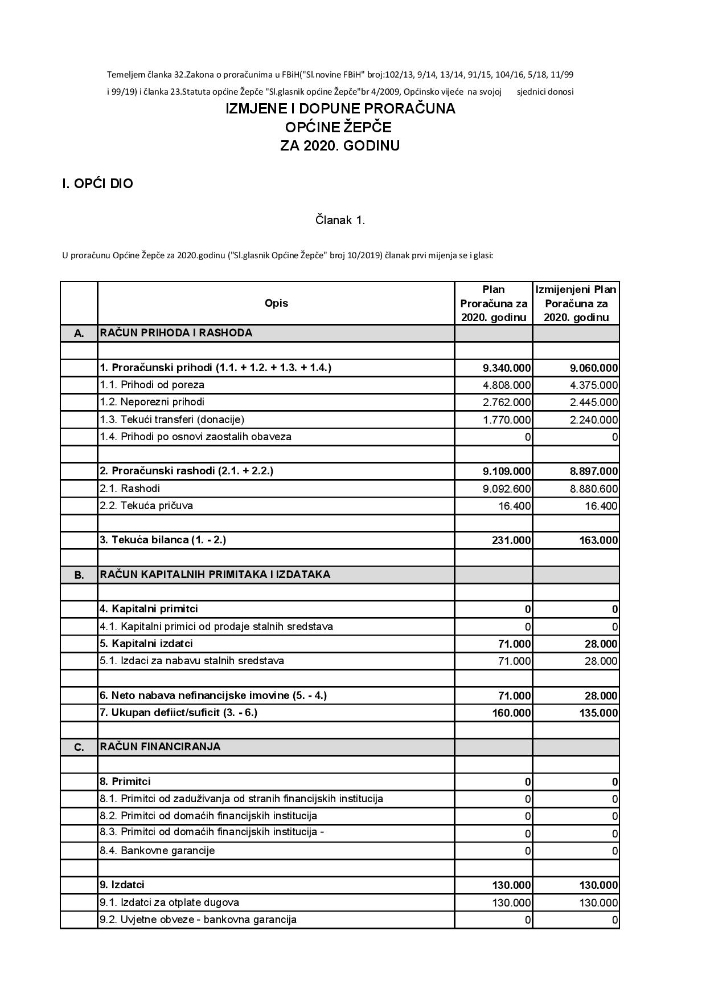 Temeljem članka 32.Zakona o proračunima u FBiH("Sl.novine FBiH" broj:102/13, 9/14, 13/14, 91/15, 104/16, 5/18, 11/99
i 99/19) i članka 23.Statuta općine Žepče "Sl.glasnik općine Žepče"br 4/2009, Općinsko vijeće na svojoj sjednici donosi
IZMJENE I DOPUNE PRORAČUNA
OPĆINE ŽEPČE
ZA 2020. GODINU
I. OPĆI DIO
Članak 1.
U proračunu Općine Žepče za 2020.godinu ("Sl.glasnik Općine Žepče" broj 10/2019) članak prvi mijenja se i glasi:
Opis Plan Proračuna za 2020. godinu Izmijenjeni Plan Poračuna za 2020. godinu
A. RAČUN PRIHODA I RASHODA
1. Proračunski prihodi (1.1. + 1.2. + 1.3. + 1.4.) 9.340.000 9.060.000
1.1. Prihodi od poreza 4.808.000 4.375.000
1.2. Neporezni prihodi 2.762.000 2.445.000
1.3. Tekući transferi (donacije) 1.770.000 2.240.000
1.4. Prihodi po osnovi zaostalih obaveza 0 0
2. Proračunski rashodi (2.1. + 2.2.) 9.109.000 8.897.000
2.1. Rashodi 9.092.600 8.880.600
2.2. Tekuća pričuva 16.400 16.400
3. Tekuća bilanca (1. - 2.) 231.000 163.000
B. RAČUN KAPITALNIH PRIMITAKA I IZDATAKA
4. Kapitalni primitci 0 0
4.1. Kapitalni primici od prodaje stalnih sredstava 0 0
5. Kapitalni izdatci 71.000 28.000
5.1. Izdaci za nabavu stalnih sredstava 71.000 28.000
6. Neto nabava nefinancijske imovine (5. - 4.) 71.000 28.000
7. Ukupan defiict/suficit (3. - 6.) 160.000 135.000
C. RAČUN FINANCIRANJA
8. Primitci 0 0
8.1. Primitci od zaduživanja od stranih financijskih institucija 0 0
8.2. Primitci od domaćih financijskih institucija 0 0
8.3. Primitci od domaćih financijskih institucija - 0 0
8.4. Bankovne garancije 0 0
9. Izdatci 130.000 130.000
9.1. Izdatci za otplate dugova 130.000 130.000
9.2. Uvjetne obveze - bankovna garancija 0 0